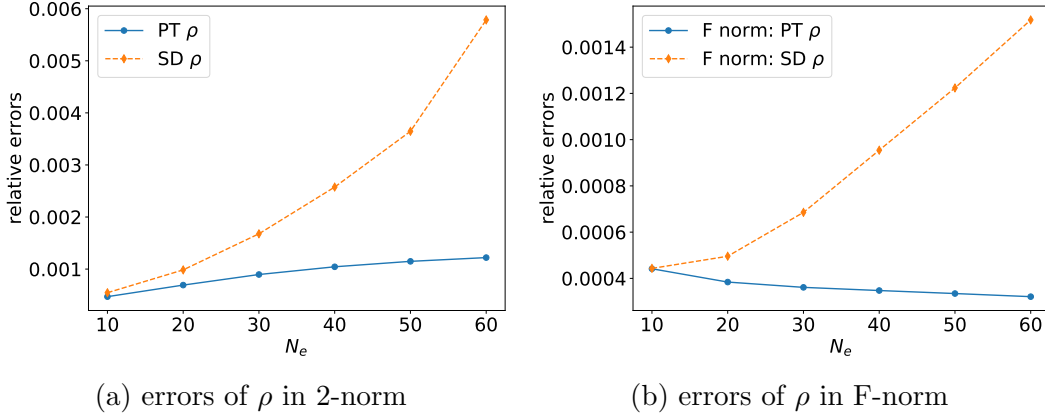 0.006
0.005
0.004
0.003
0.002
0.001
relative errors
PT ρ
SD ρ
10 20 30 40 50 60
N_e
(a) errors of ρ in 2-norm
0.0014
0.0012
0.0010
0.0008
0.0006
0.0004
relative errors
F norm: PT ρ
F norm: SD ρ
10 20 30 40 50 60
N_e
(b) errors of ρ in F-norm